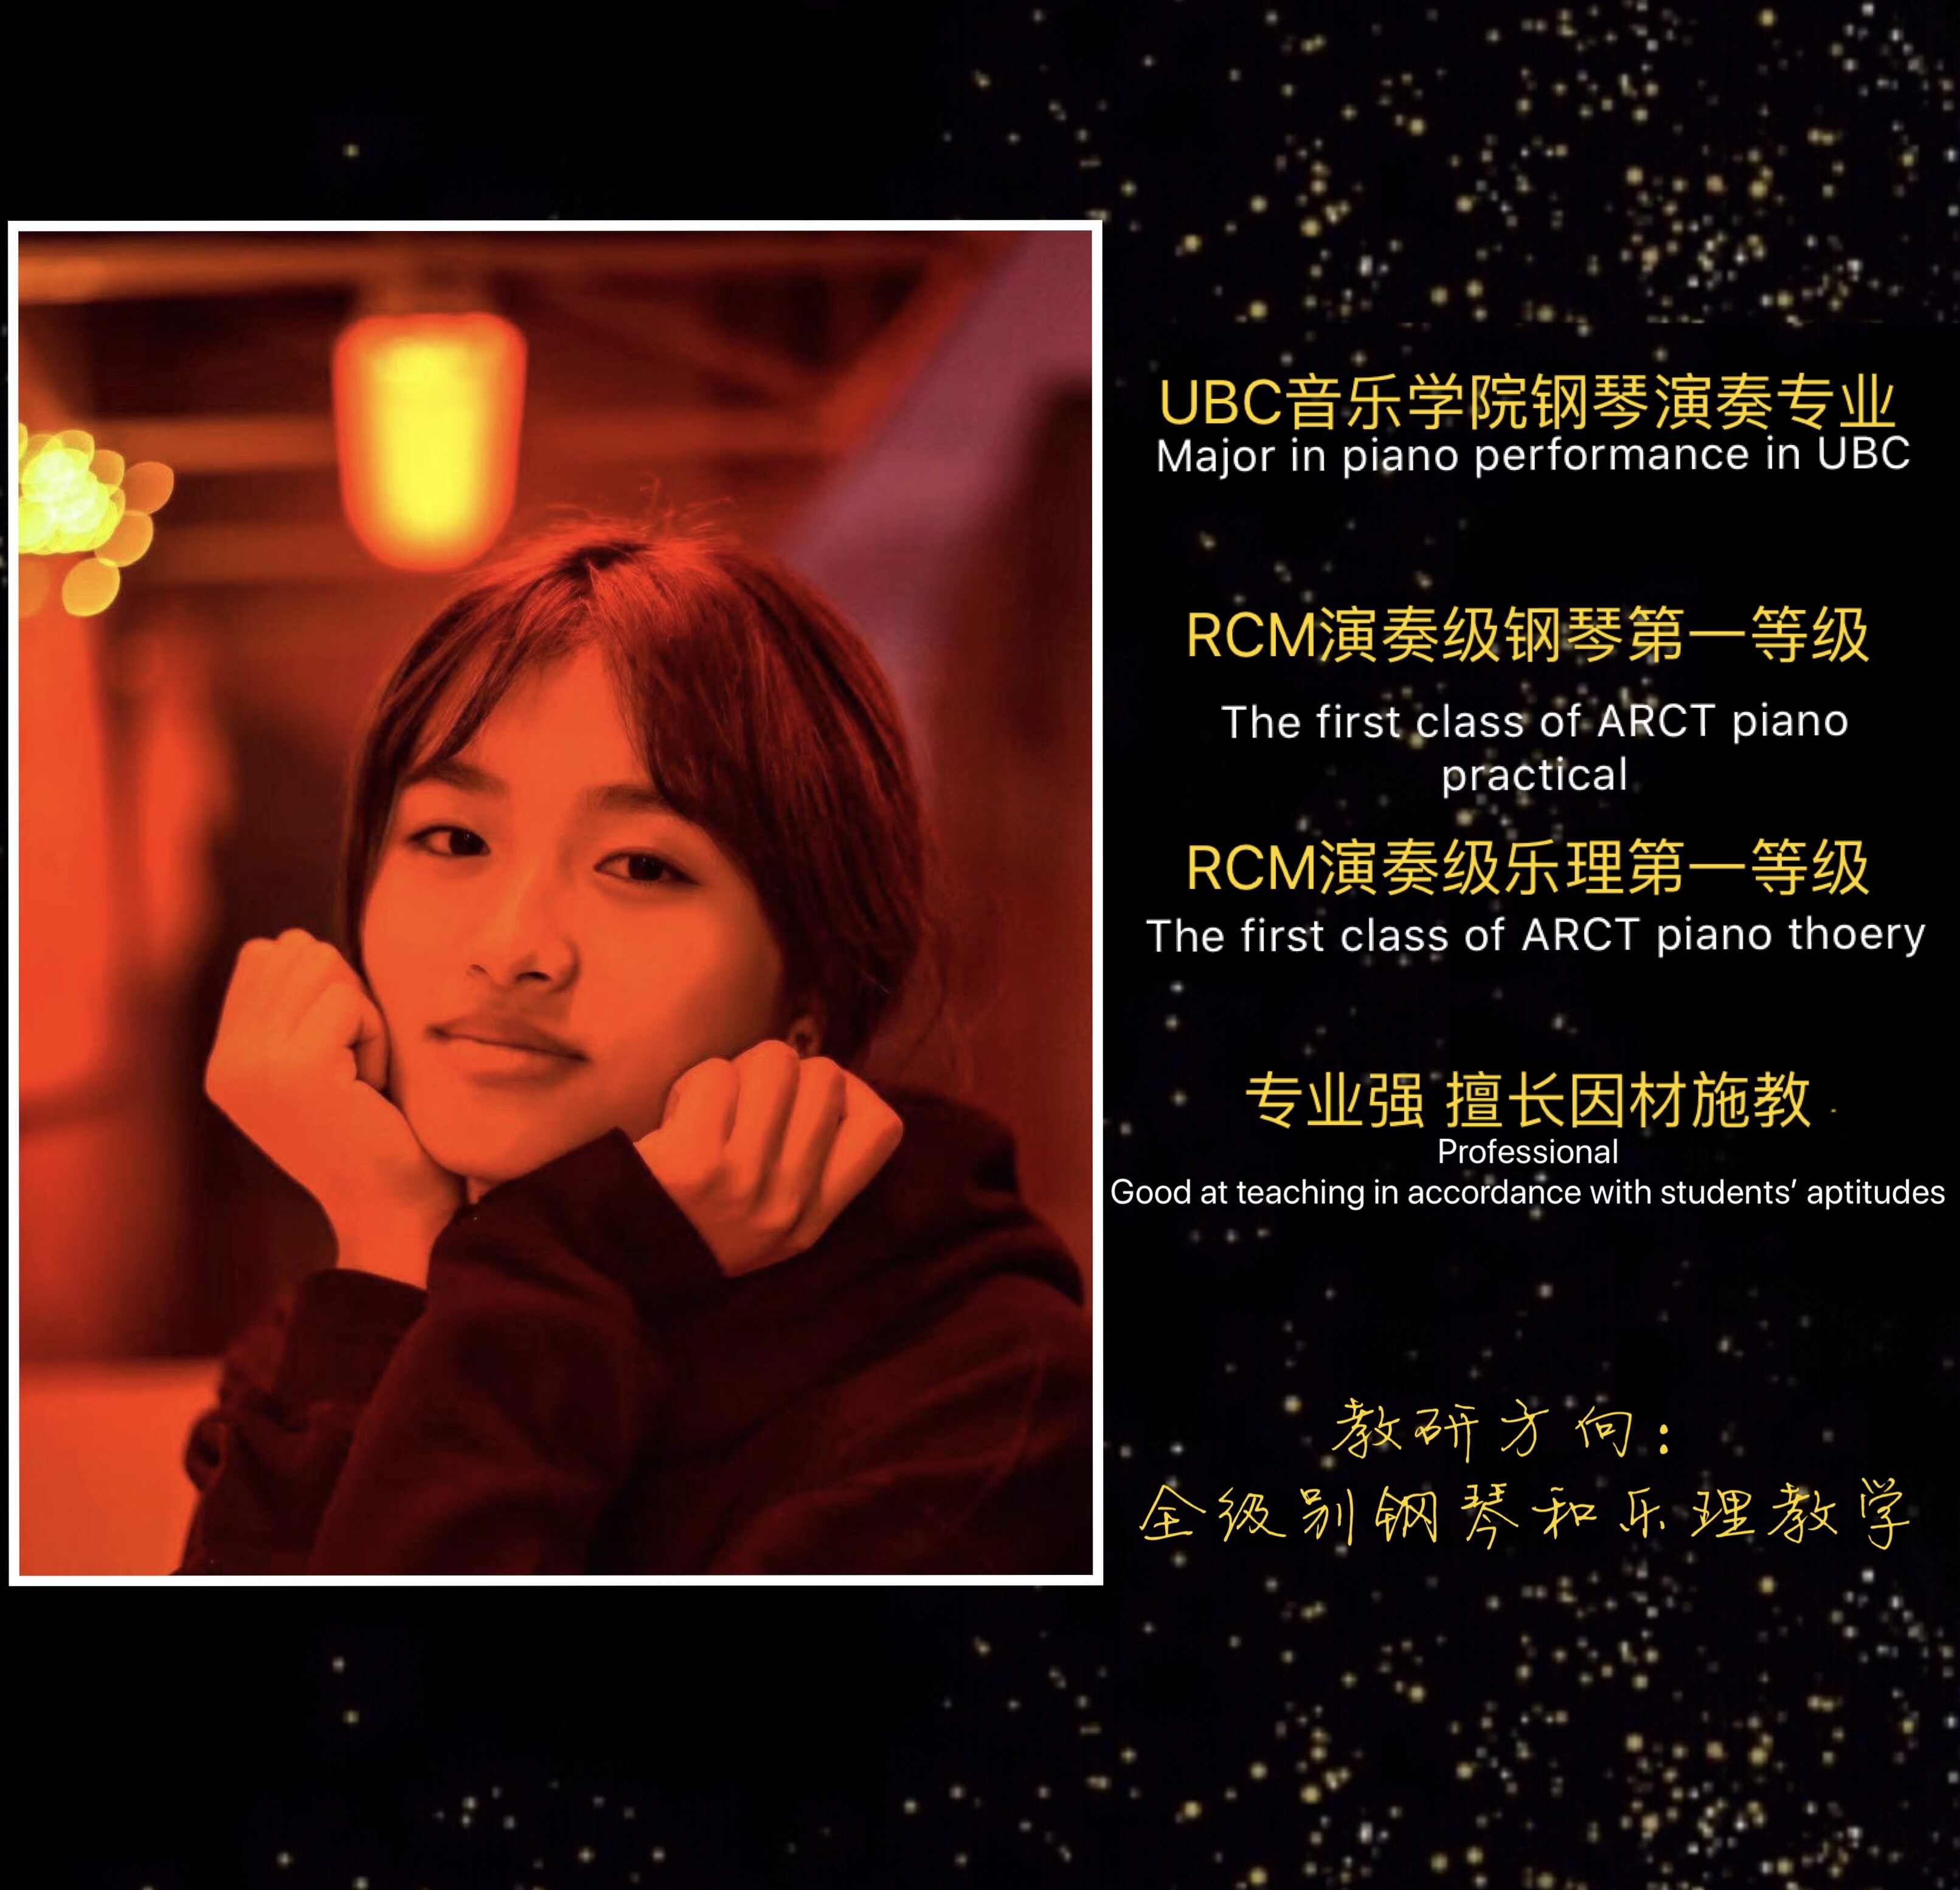 UBC音乐学院钢琴演奏专业
Major in piano performance in UBC
RCM演奏级钢琴第一等级
The first class of ARCT piano
practical
RCM演奏级乐理第一等级
The first class of ARCT piano thoery
专业强 擅长因材施教
Professional
Good at teaching in accordance with students’ aptitudes
教研方向：
全级别钢琴和乐理教学